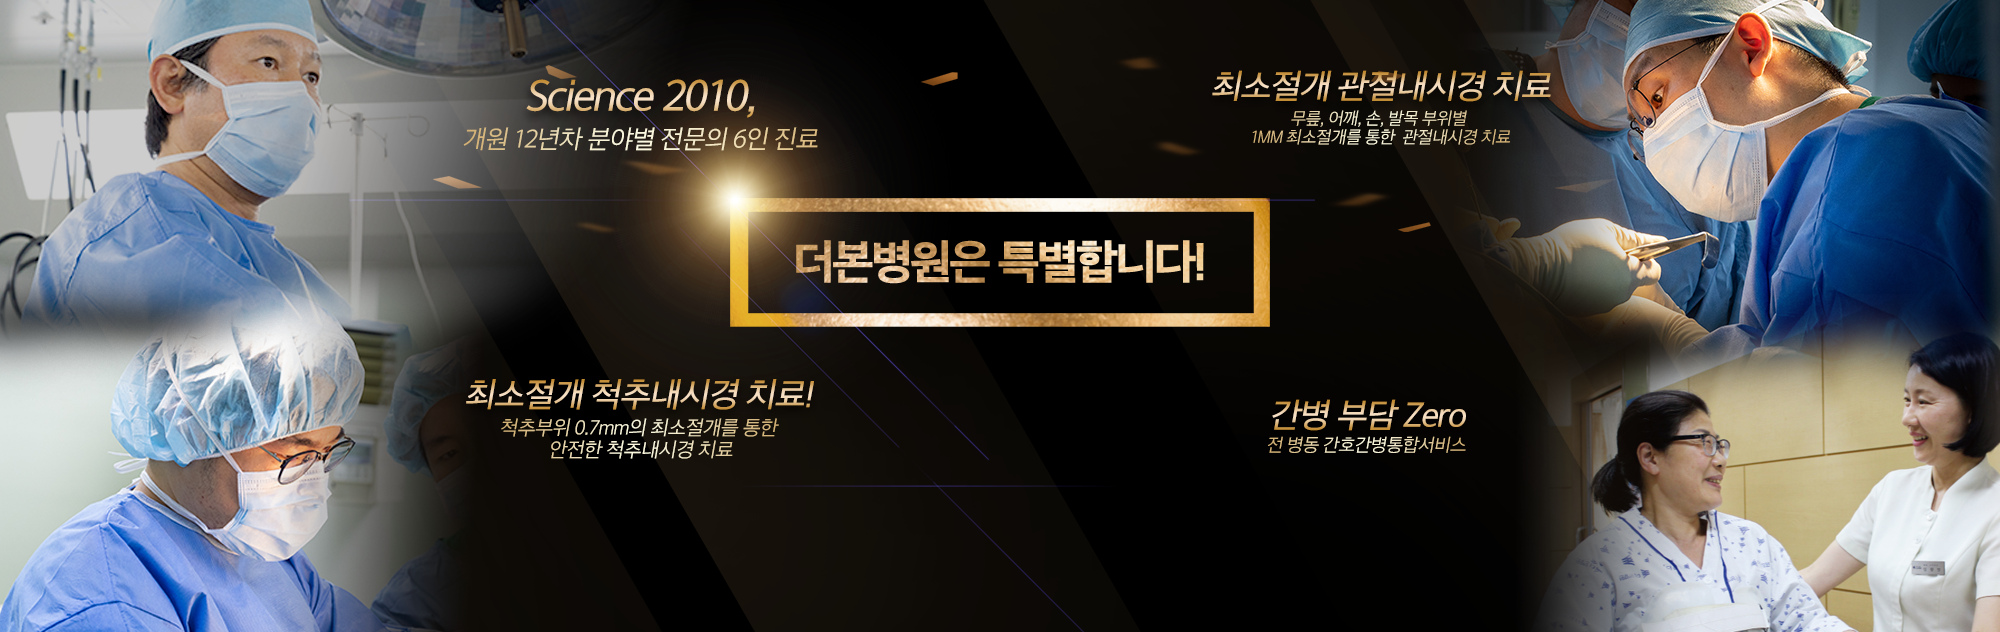 Science 2010,
개원 12년차 분야별 전문의 6인 진료
최소절개 관절내시경 치료
무릎, 어깨, 손, 발목 부위별
1MM 최소절개를 통한 관절내시경 치료
더본병원은 특별합니다!
최소절개 척추내시경 치료!
척추부위 0.7mm의 최소절개를 통한
안전한 척추내시경 치료
간병 부담 Zero
전 병동 간호간병통합서비스